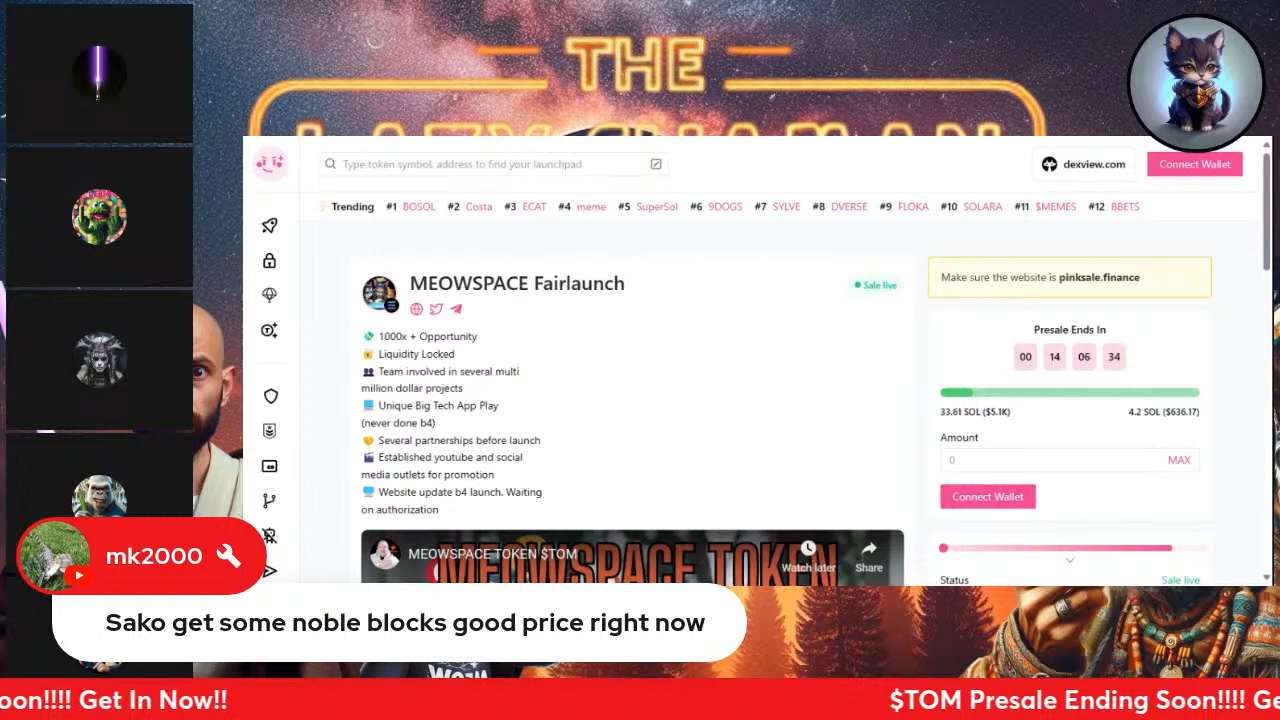 THE
LAZY SHAMAN
Type token symbol, address to find your launchpad
dexview.com
Connect Wallet
Trending #1 BOSOL #2 Costa #3 ECAT #4 meme #5 SuperSol #6 9DOGS #7 SYLVE #8 DVERSE #9 FLOKA #10 SOLARA #11 $MEMES #12 BBETS
MEOWSPACE Fairlaunch
Sale live
1000x + Opportunity
Liquidity Locked
Team involved in several multi
million dollar projects
Unique Big Tech App Play
(never done b4)
Several partnerships before launch
Established youtube and social
media outlets for promotion
Website update b4 launch. Waiting
on authorization
MEOWSPACE TOKEN $TOM
MEOWSPACE TOKEN
Watch later
Share
Make sure the website is pinksale.finance
Presale Ends In
00 14 06 34
33.61 SOL ($5.1K) 4.2 SOL ($636.17)
Amount
0 MAX
Connect Wallet
Status Sale live
mk2000
Sako get some noble blocks good price right now
oon!!!! Get In Now!! $TOM Presale Ending Soon!!!! Ge